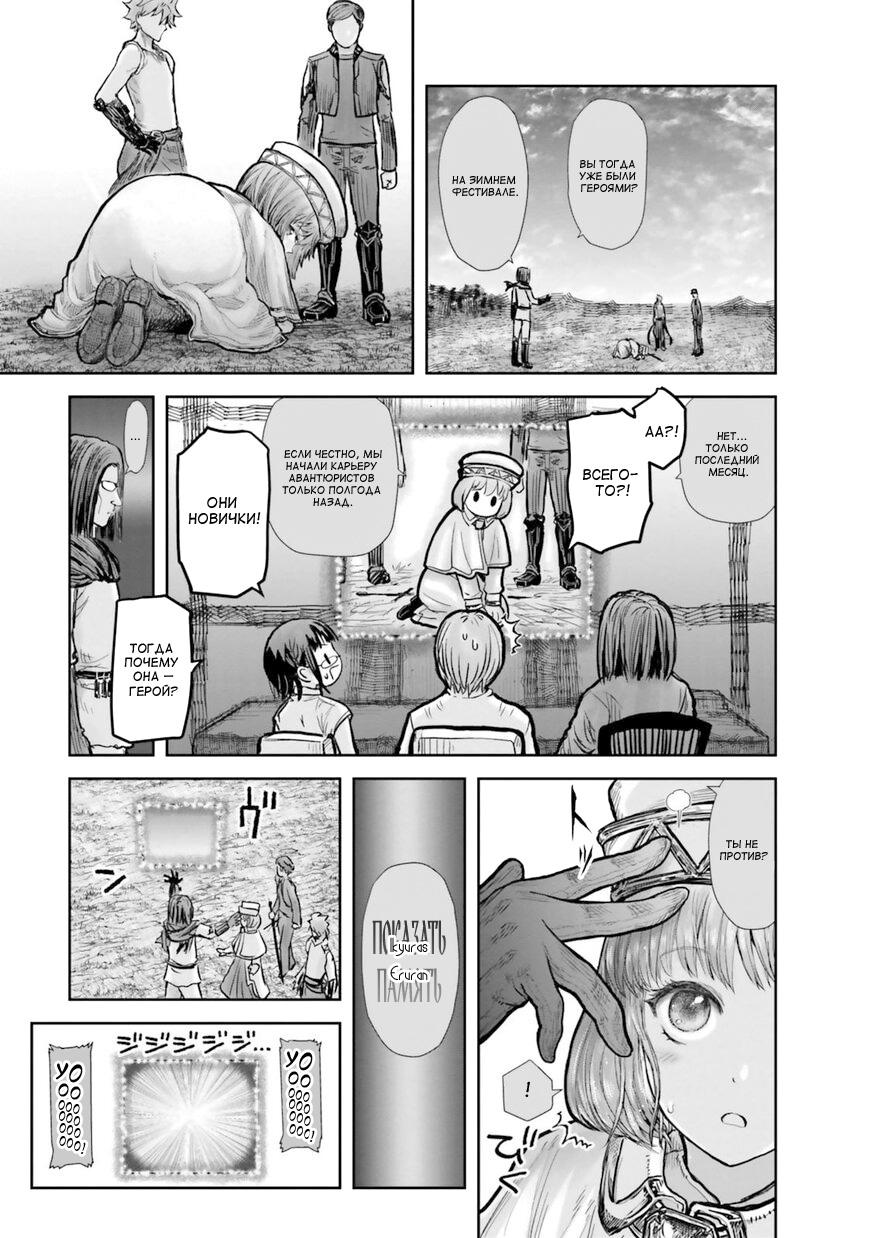 ВЫ ТОГДА
УЖЕ БЫЛИ
ГЕРОЯМИ?
НА ЗИМНЕМ
ФЕСТИВАЛЕ.
НЕТ...
ТОЛЬКО
ПОСЛЕДНИЙ
МЕСЯЦ.
АА?!
ВСЕГО-
ТО?!
ЕСЛИ ЧЕСТНО, МЫ
НАЧАЛИ КАРЬЕРУ
АВАНТЮРИСТОВ
ТОЛЬКО ПОЛГОДА
НАЗАД.
ОНИ
НОВИЧКИ!
...
ТОГДА
ПОЧЕМУ
ОНА —
ГЕРОЙ?
ТЫ НЕ
ПРОТИВ?
!
ПОКАЗАТЬ
kyuras
Eruran
ПАМЯТЬ
ヴ
ジジジジジ...